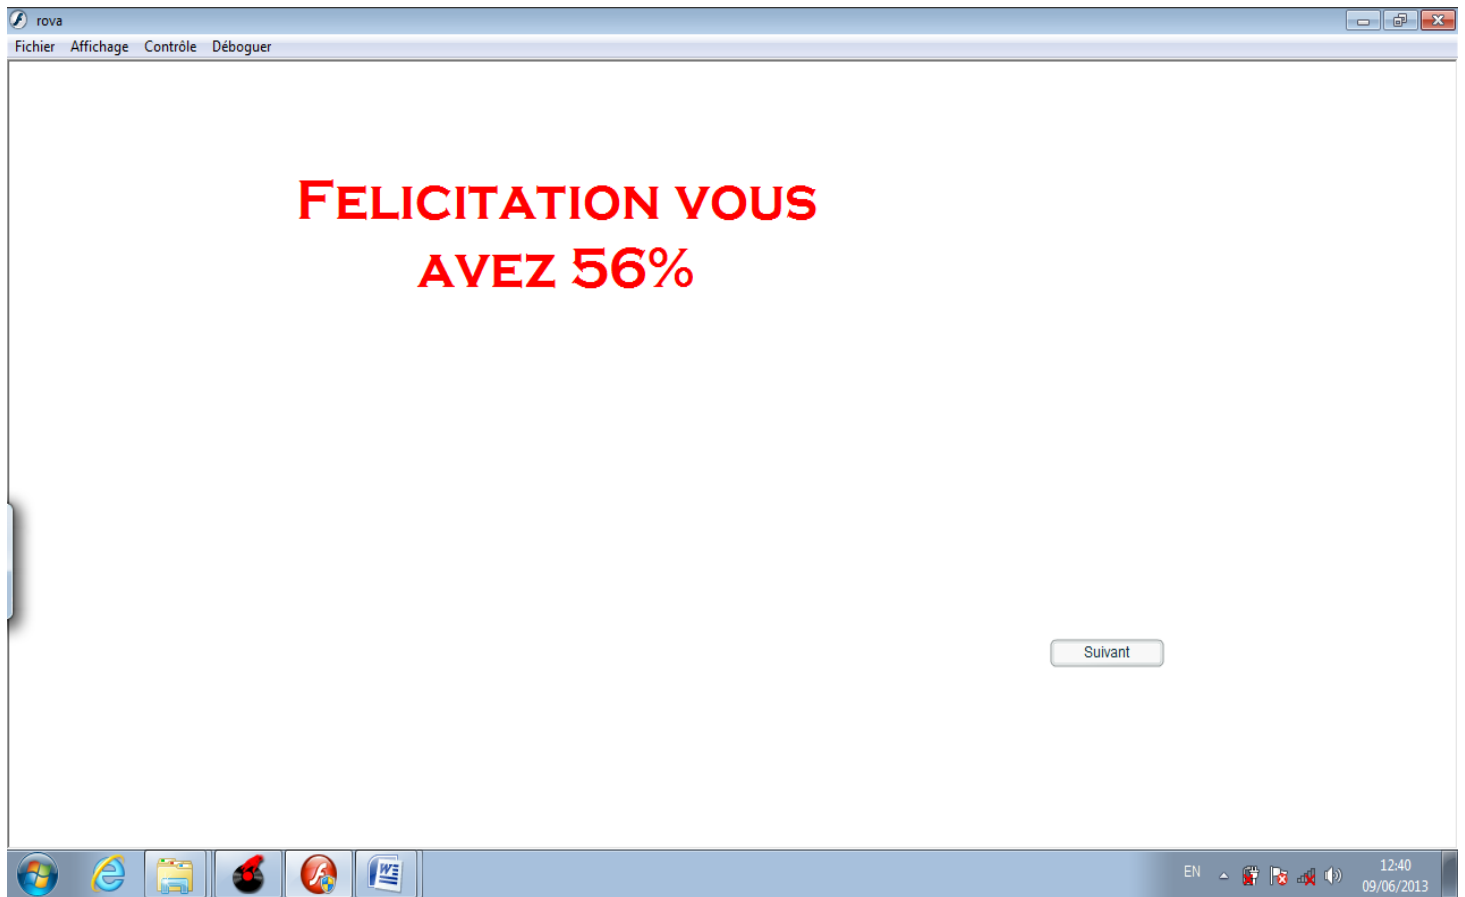 rova
Fichier Affichage Contrôle Déboguer
FELICITATION VOUS
AVEZ 56%
Suivant
EN
12:40
09/06/2013